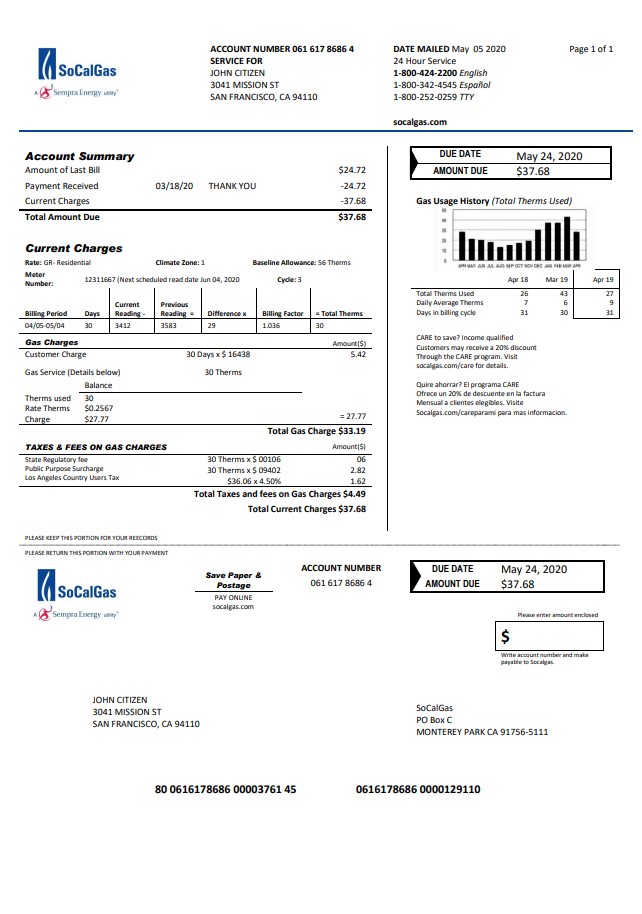 SoCalGas
A Sempra Energy utility®
ACCOUNT NUMBER 061 617 8686 4
SERVICE FOR
JOHN CITIZEN
3041 MISSION ST
SAN FRANCISCO, CA 94110
DATE MAILED May 05 2020
24 Hour Service
1-800-424-2200 English
1-800-342-4545 Español
1-800-252-0259 TTY
socalgas.com
Page 1 of 1
Account Summary
Amount of Last Bill $24.72
Payment Received 03/18/20 THANK YOU -24.72
Current Charges -37.68
Total Amount Due $37.68
DUE DATE May 24, 2020
AMOUNT DUE $37.68
Gas Usage History (Total Therms Used)
50
40
30
20
10
0
APR MAY JUN JUL AUG SEP OCT NOV DEC JAN FEB MAR APR
Apr 18 Mar 19 Apr 19
Total Therms Used 26 43 27
Daily Average Therms 7 6 9
Days in billing cycle 31 30 31
CARE to save? Income qualified
Customers may receive a 20% discount
Through the CARE program. Visit
socalgas.com/care for details.
Quire ahorrar? El programa CARE
Ofrece un 20% de descuente en la factura
Mensual a clientes elegibles. Visite
Socalgas.com/careparami para mas informacion.
Current Charges
Rate: GR- Residential Climate Zone: 1 Baseline Allowance: 56 Therms
Meter Number: 12311667 (Next scheduled read date Jun 04, 2020 Cycle: 3
Billing Period Days Current Reading - Previous Reading = Difference x Billing Factor = Total Therms
04/05-05/04 30 3412 3583 29 1.036 30
Gas Charges Amount($)
Customer Charge 30 Days x $ 16438 5.42
Gas Service (Details below) 30 Therms
Balance
Therms used 30
Rate Therms $0.2567
Charge $27.77 = 27.77
Total Gas Charge $33.19
TAXES & FEES ON GAS CHARGES Amount($)
State Regulatory fee 30 Therms x $ 00106 06
Public Purpose Surcharge 30 Therms x $ 09402 2.82
Los Angeles Country Users Tax $36.06 x 4.50% 1.62
Total Taxes and fees on Gas Charges $4.49
Total Current Charges $37.68
PLEASE KEEP THIS PORTION FOR YOUR REECORDS
PLEASE RETURN THIS PORTION WITH YOUR PAYMENT
SoCalGas
A Sempra Energy utility®
Save Paper &
Postage
PAY ONLINE
socalgas.com
ACCOUNT NUMBER
061 617 8686 4
DUE DATE May 24, 2020
AMOUNT DUE $37.68
Please enter amount enclosed
$
Write account number and make
payable to Socalgas.
JOHN CITIZEN
3041 MISSION ST
SAN FRANCISCO, CA 94110
SoCalGas
PO Box C
MONTEREY PARK CA 91756-5111
80 0616178686 00003761 45 0616178686 0000129110